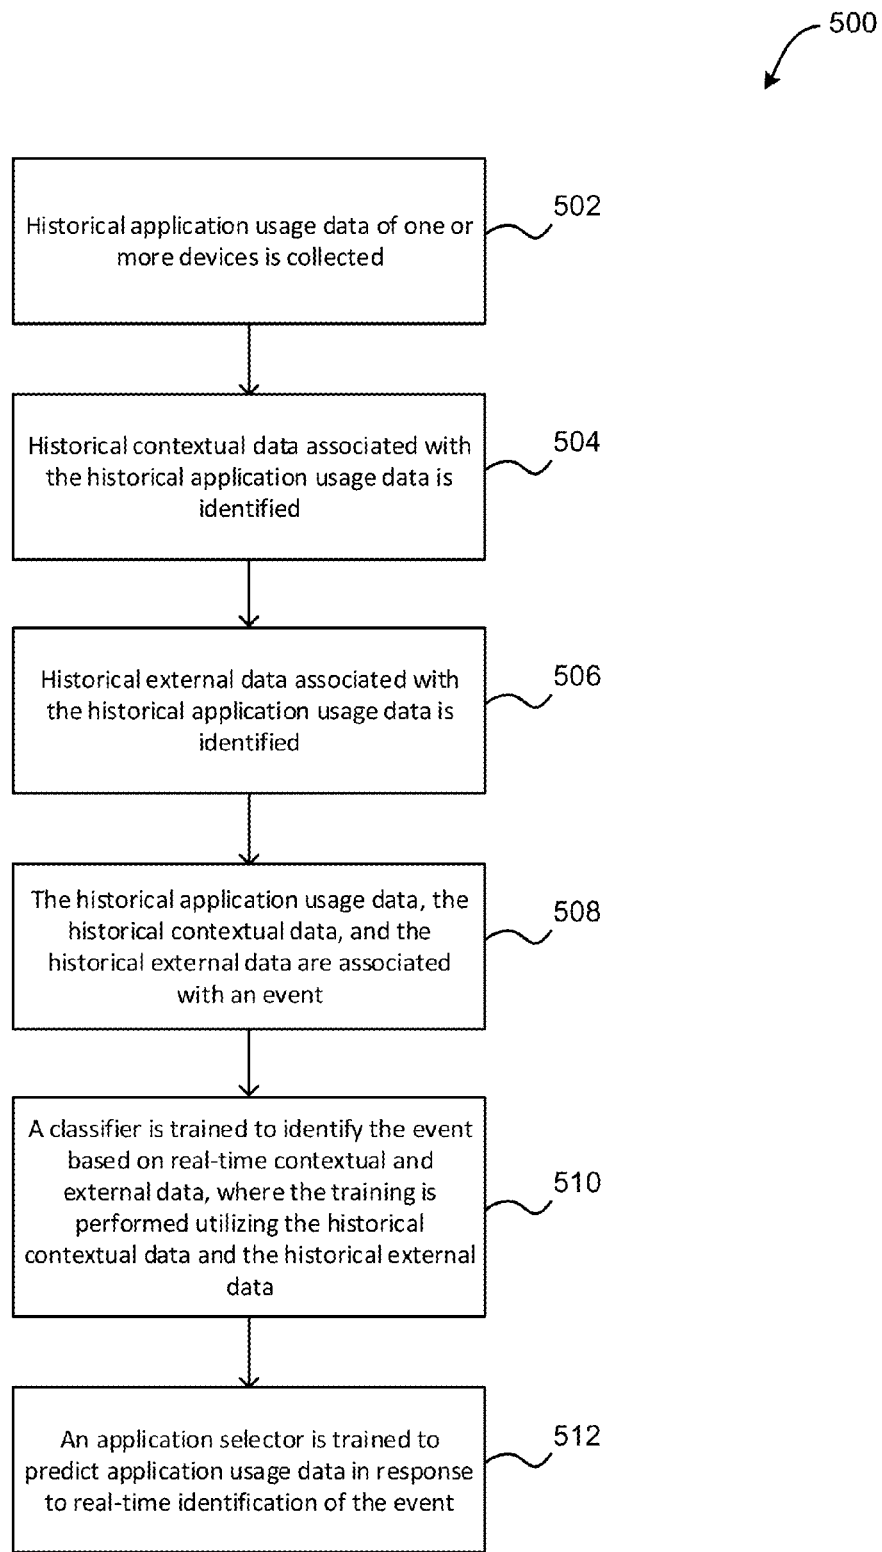 500
Historical application usage data of one or
more devices is collected
502
Historical contextual data associated with
the historical application usage data is
identified
504
Historical external data associated with
the historical application usage data is
identified
506
The historical application usage data, the
historical contextual data, and the
historical external data are associated
with an event
508
A classifier is trained to identify the event
based on real-time contextual and
external data, where the training is
performed utilizing the historical
contextual data and the historical external
data
510
An application selector is trained to
predict application usage data in response
to real-time identification of the event
512